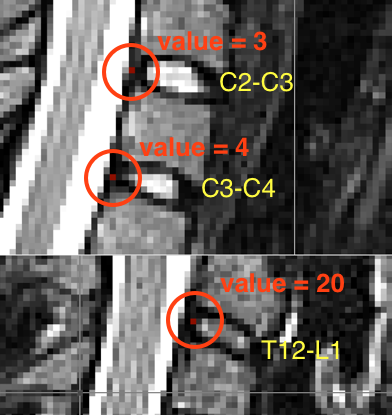 value = 3
C2-C3
value = 4
C3-C4
value = 20
T12-L1